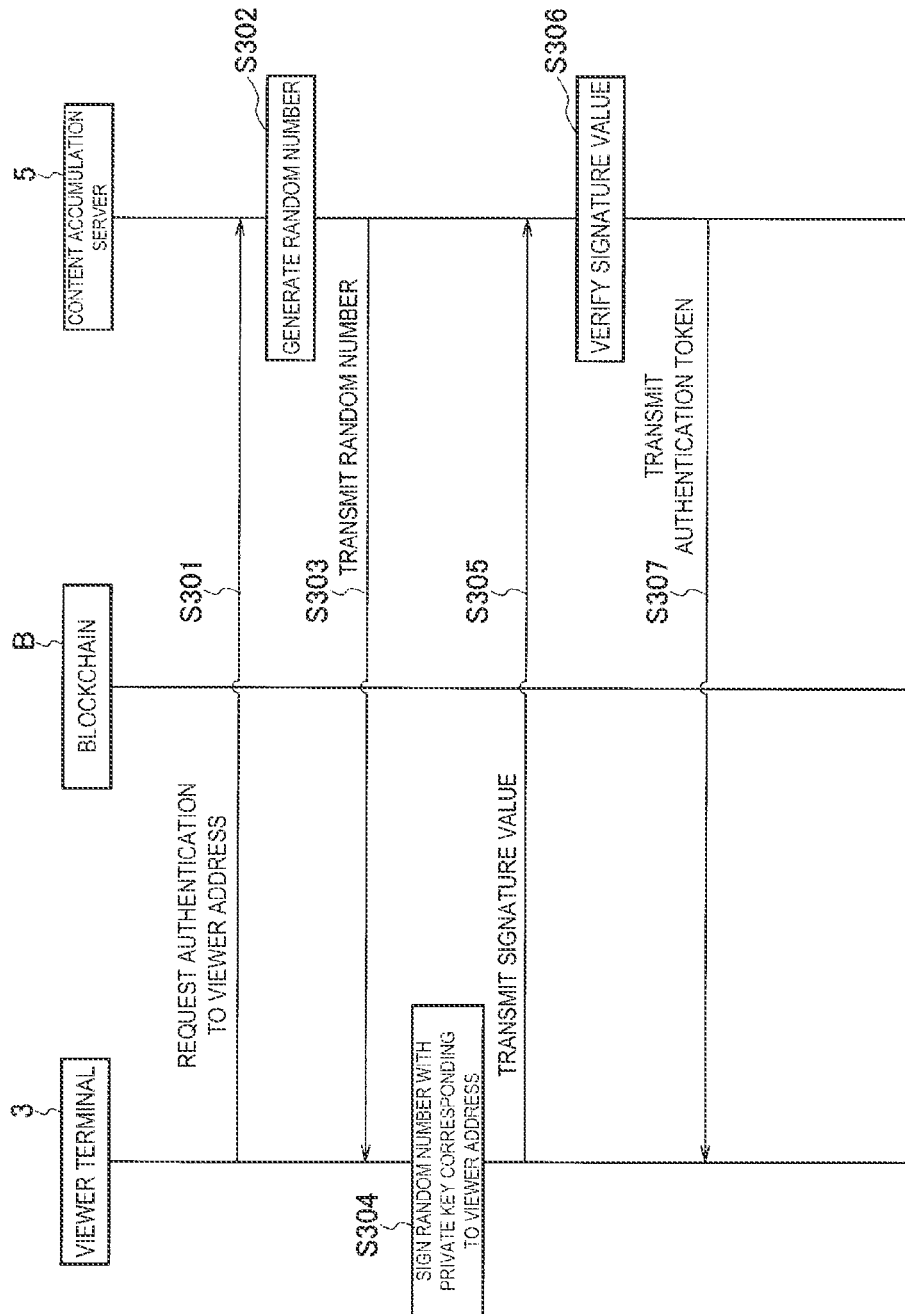 3
VIEWER TERMINAL
B
BLOCKCHAIN
5
CONTENT ACCUMULATION
SERVER
REQUEST AUTHENTICATION
TO VIEWER ADDRESS
S301
S302
GENERATE RANDOM NUMBER
S303
TRANSMIT RANDOM NUMBER
S304
SIGN RANDOM NUMBER WITH
PRIVATE KEY CORRESPONDING
TO VIEWER ADDRESS
TRANSMIT SIGNATURE VALUE
S305
S306
VERIFY SIGNATURE VALUE
S307
TRANSMIT
AUTHENTICATION TOKEN